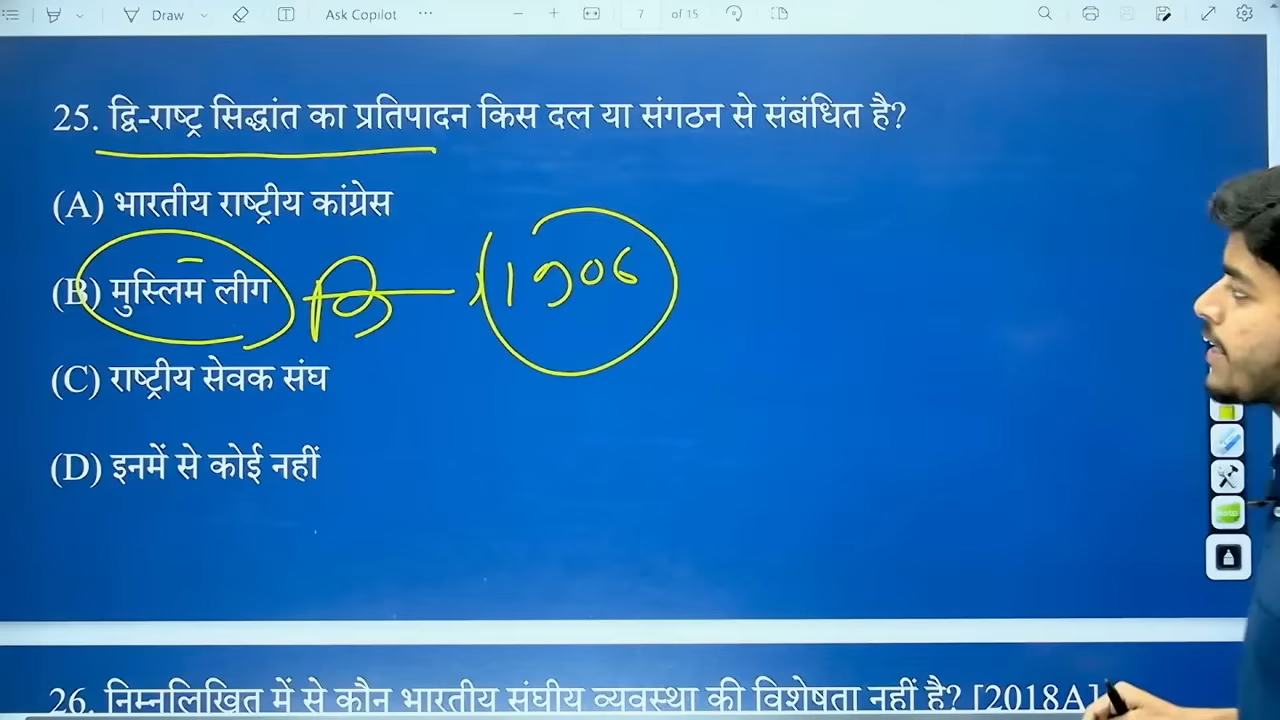 Draw
Ask Copilot
7 of 15
25. द्वि-राष्ट्र सिद्धांत का प्रतिपादन किस दल या संगठन से संबंधित है?
(A) भारतीय राष्ट्रीय कांग्रेस
(B) मुस्लिम लीग
1906
(C) राष्ट्रीय सेवक संघ
(D) इनमें से कोई नहीं
26. निम्नलिखित में से कौन भारतीय संघीय व्यवस्था की विशेषता नहीं है? [2018A]